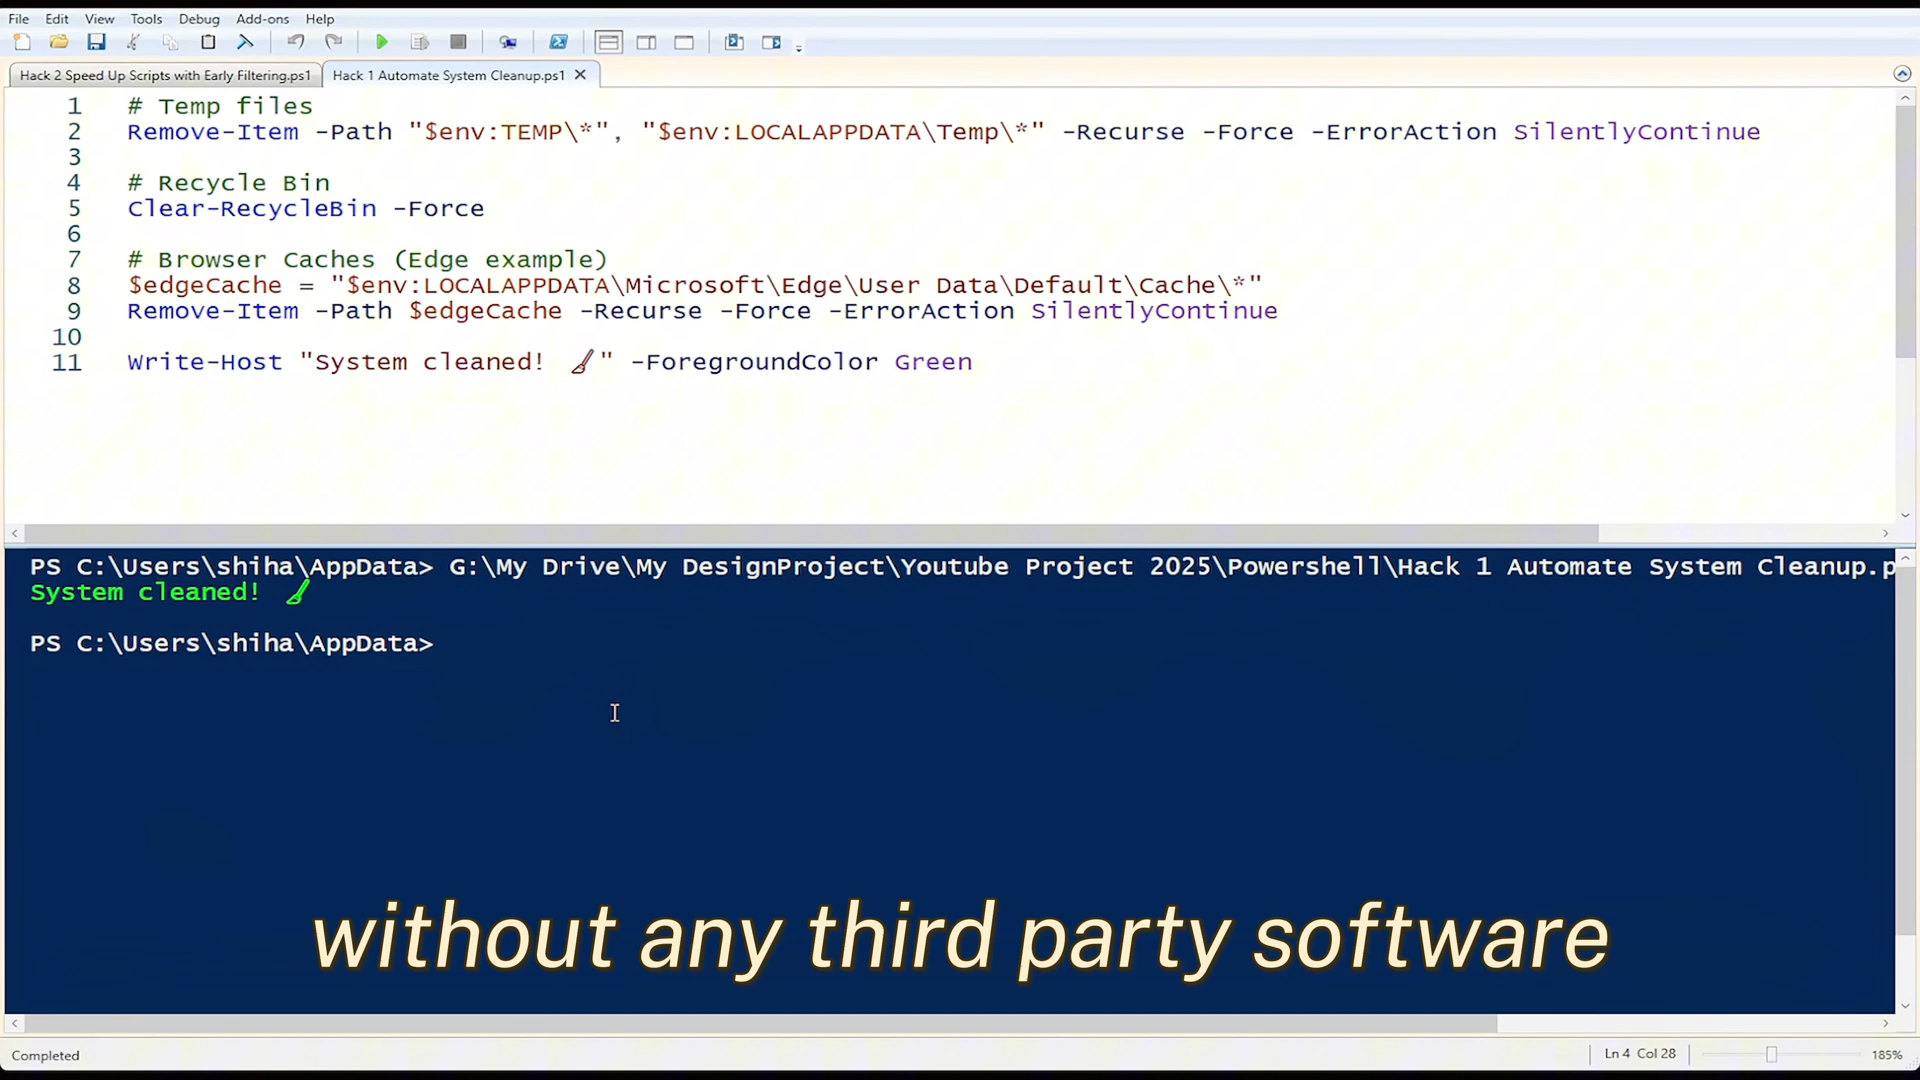 File Edit View Tools Debug Add-ons Help
Hack 2 Speed Up Scripts with Early Filtering.ps1 Hack 1 Automate System Cleanup.ps1
1 # Temp files
2 Remove-Item -Path "$env:TEMP\*", "$env:LOCALAPPDATA\Temp\*" -Recurse -Force -ErrorAction SilentlyContinue
3
4 # Recycle Bin
5 Clear-RecycleBin -Force
6
7 # Browser Caches (Edge example)
8 $edgeCache = "$env:LOCALAPPDATA\Microsoft\Edge\User Data\Default\Cache\*"
9 Remove-Item -Path $edgeCache -Recurse -Force -ErrorAction SilentlyContinue
10
11 Write-Host "System cleaned! 🖌" -ForegroundColor Green
PS C:\Users\shiha\AppData> G:\My Drive\My DesignProject\Youtube Project 2025\Powershell\Hack 1 Automate System Cleanup.p
System cleaned! 🖌
PS C:\Users\shiha\AppData>
without any third party software
Completed Ln 4 Col 28 185%